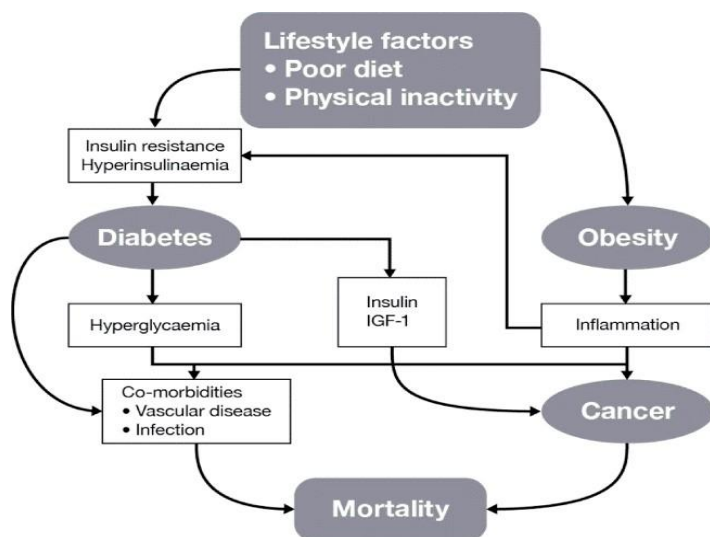 Lifestyle factors
• Poor diet
• Physical inactivity
Insulin resistance
Hyperinsulinaemia
Diabetes
Obesity
Hyperglycaemia
Insulin
IGF-1
Inflammation
Co-morbidities
• Vascular disease
• Infection
Cancer
Mortality